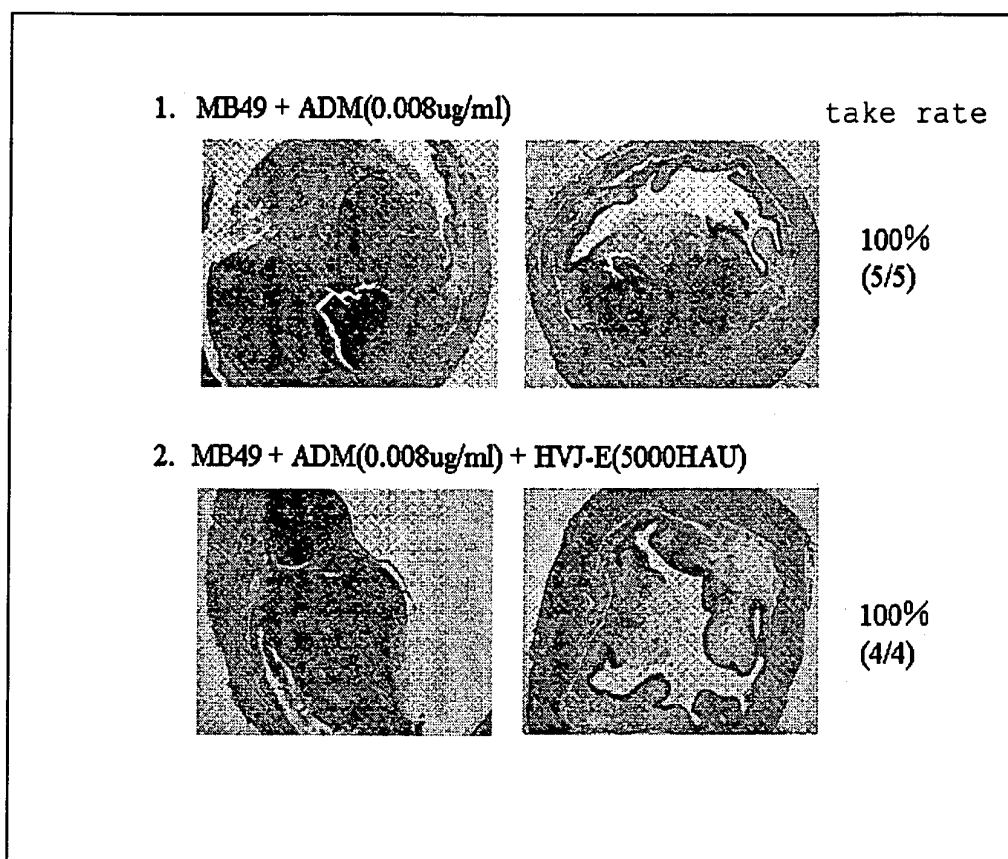 1. MB49 + ADM(0.008ug/ml)
take rate
100%
(5/5)
2. MB49 + ADM(0.008ug/ml) + HVJ-E(5000HAU)
100%
(4/4)